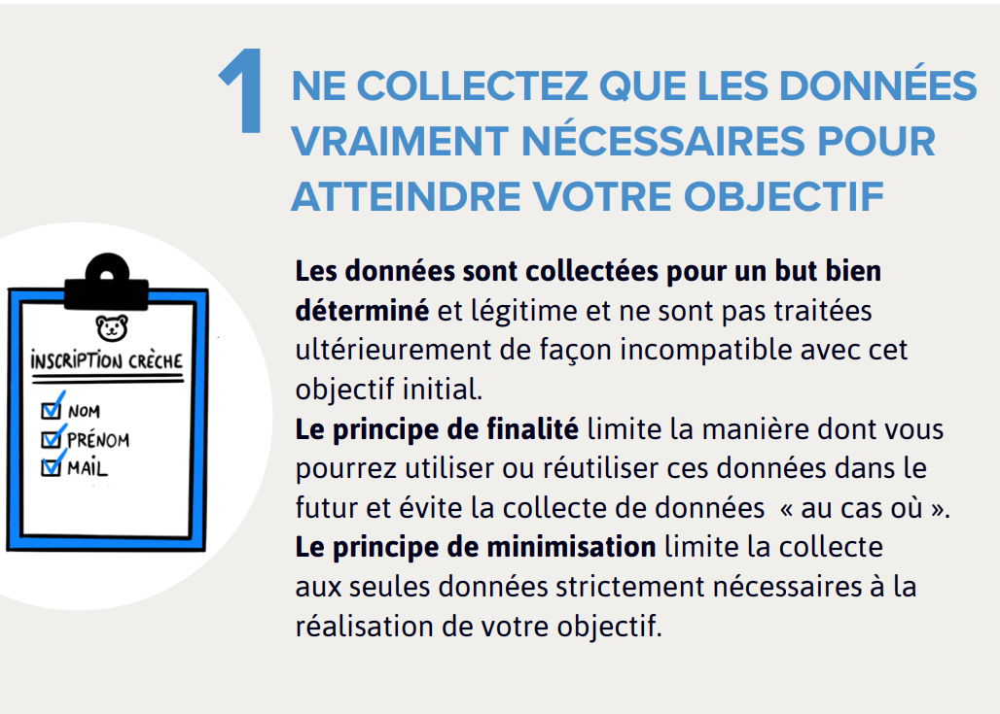 1
NE COLLECTEZ QUE LES DONNÉES
VRAIMENT NÉCESSAIRES POUR
ATTEINDRE VOTRE OBJECTIF
Les données sont collectées pour un but bien
déterminé et légitime et ne sont pas traitées
ultérieurement de façon incompatible avec cet
objectif initial.
Le principe de finalité limite la manière dont vous
pourrez utiliser ou réutiliser ces données dans le
futur et évite la collecte de données « au cas où ».
Le principe de minimisation limite la collecte
aux seules données strictement nécessaires à la
réalisation de votre objectif.
INSCRIPTION CRÈCHE
NOM
PRÉNOM
MAIL